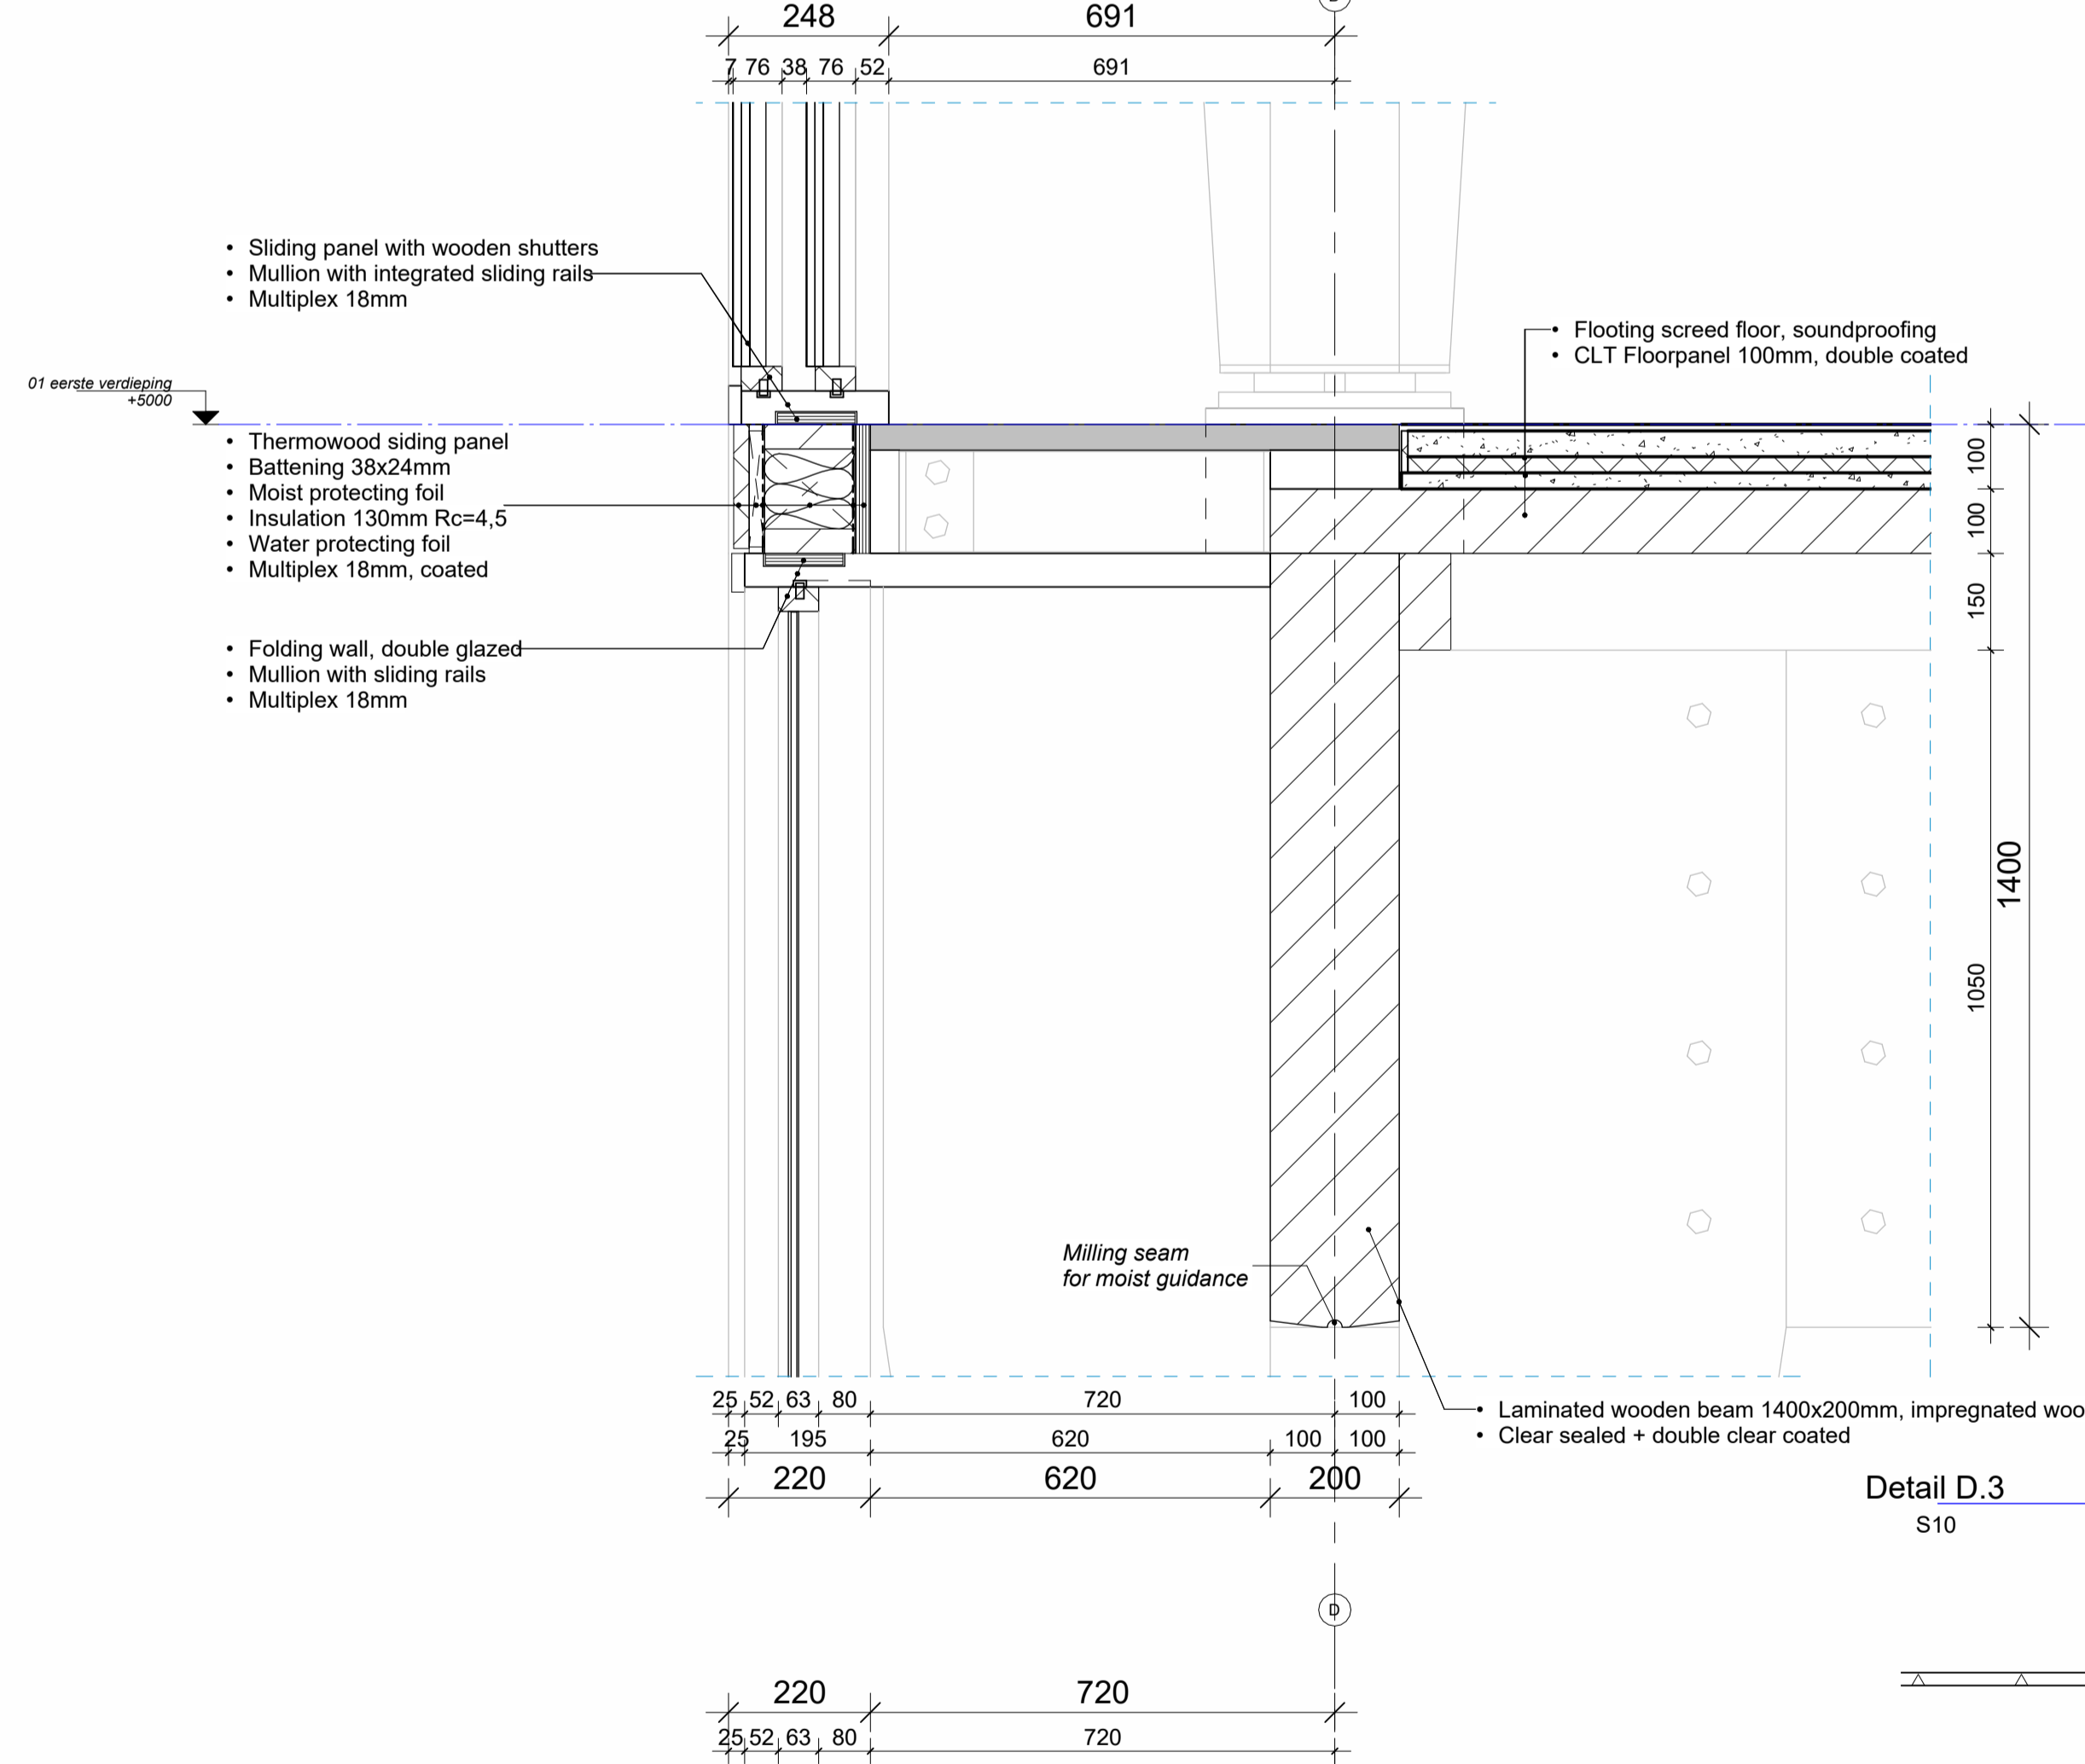 248 691
7 76 38 76 52 691
• Sliding panel with wooden shutters
• Mullion with integrated sliding rails
• Multiplex 18mm
• Flooting screed floor, soundproofing
• CLT Floorpanel 100mm, double coated
01 eerste verdieping
+5000
• Thermowood siding panel
• Battening 38x24mm
• Moist protecting foil
• Insulation 130mm Rc=4,5
• Water protecting foil
• Multiplex 18mm, coated
100
100
150
1050
1400
• Folding wall, double glazed
• Mullion with sliding rails
• Multiplex 18mm
Milling seam
for moist guidance
25 52 63 80 720 100
• Laminated wooden beam 1400x200mm, impregnated woo
• Clear sealed + double clear coated
25 195 620 100 100
220 620 200
Detail D.3
S10
D
220 720
25 52 63 80 720